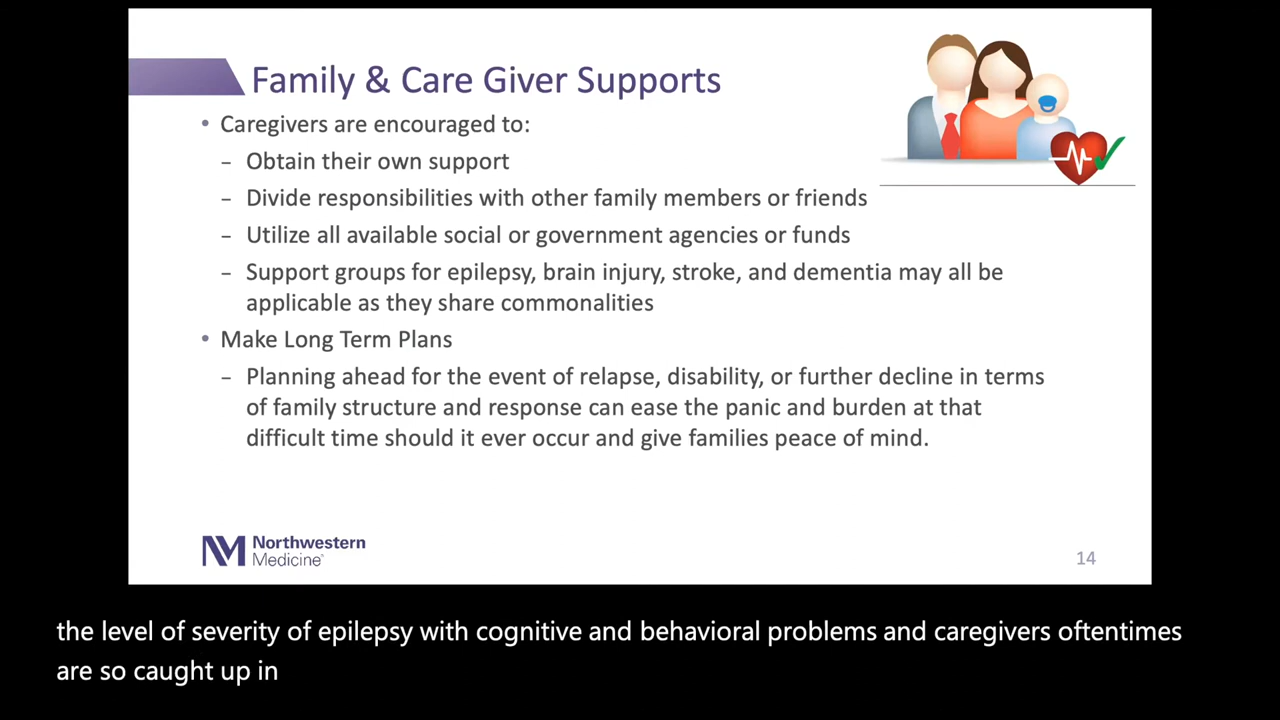 Family & Care Giver Supports
• Caregivers are encouraged to:
– Obtain their own support
– Divide responsibilities with other family members or friends
– Utilize all available social or government agencies or funds
– Support groups for epilepsy, brain injury, stroke, and dementia may all be
applicable as they share commonalities
• Make Long Term Plans
– Planning ahead for the event of relapse, disability, or further decline in terms
of family structure and response can ease the panic and burden at that
difficult time should it ever occur and give families peace of mind.
NM Northwestern
Medicine®
14
the level of severity of epilepsy with cognitive and behavioral problems and caregivers oftentimes
are so caught up in